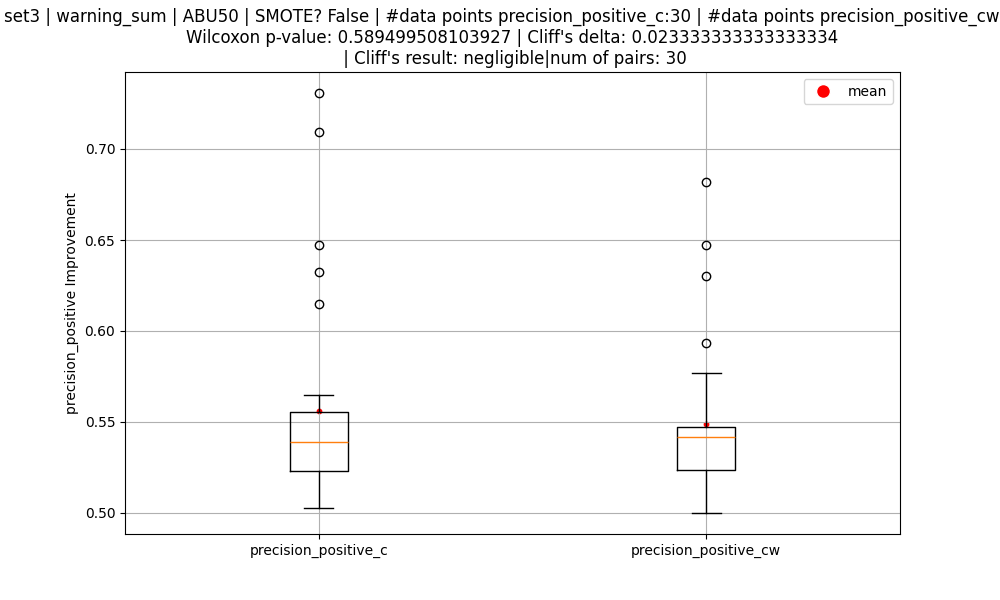 set3 | warning_sum | ABU50 | SMOTE? False | #data points precision_positive_c:30 | #data points precision_positive_cw
Wilcoxon p-value: 0.589499508103927 | Cliff's delta: 0.023333333333333334
| Cliff's result: negligible|num of pairs: 30
mean
0.70
0.65
0.60
0.55
0.50
precision_positive Improvement
precision_positive_c
precision_positive_cw